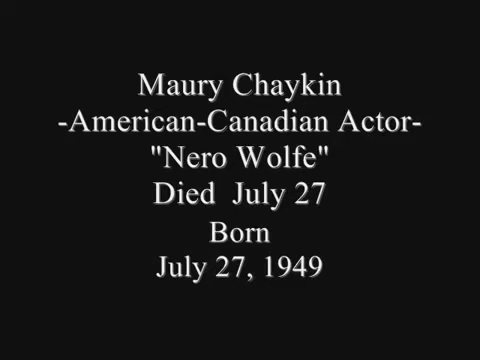 Maury Chaykin
-American-Canadian Actor-
"Nero Wolfe"
Died  July 27
Born
July 27, 1949